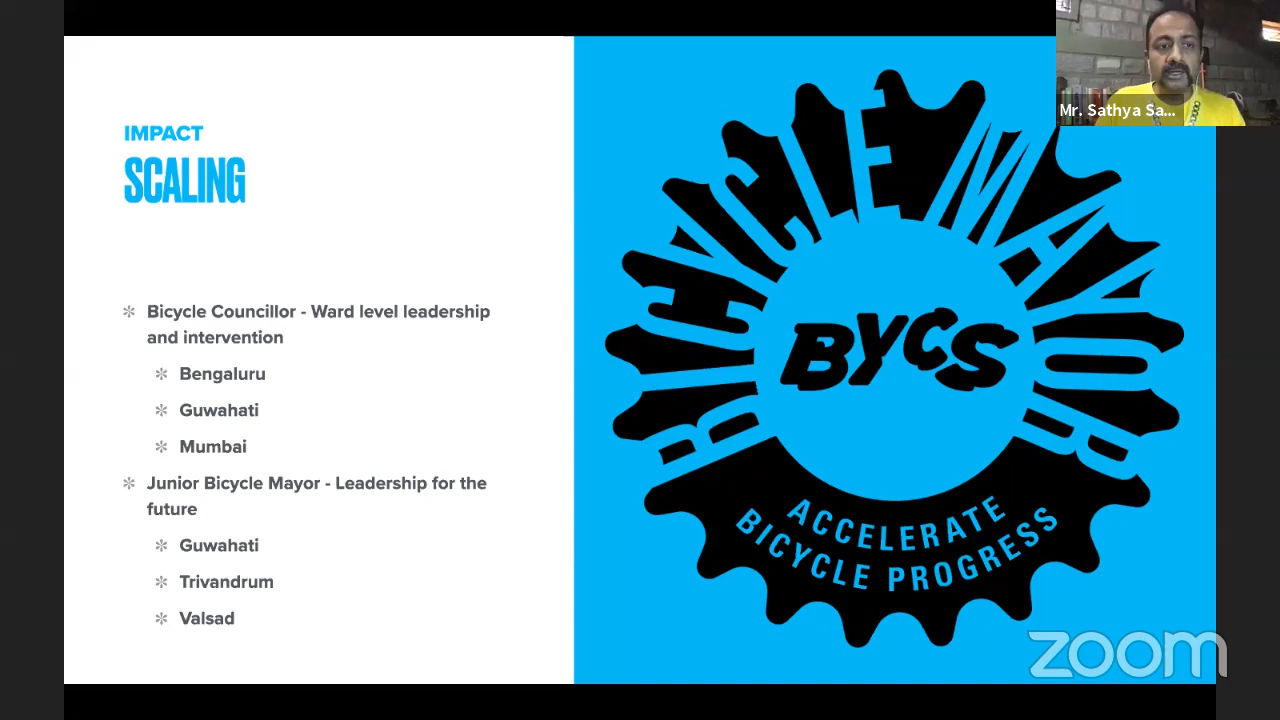 IMPACT
SCALING
✼ Bicycle Councillor - Ward level leadership
and intervention
✼ Bengaluru
✼ Guwahati
✼ Mumbai
✼ Junior Bicycle Mayor - Leadership for the
future
✼ Guwahati
✼ Trivandrum
✼ Valsad
BICYCLE MAYOR
BYCS
ACCELERATE
BICYCLE PROGRESS
Mr. Sathya Sa...
zoom